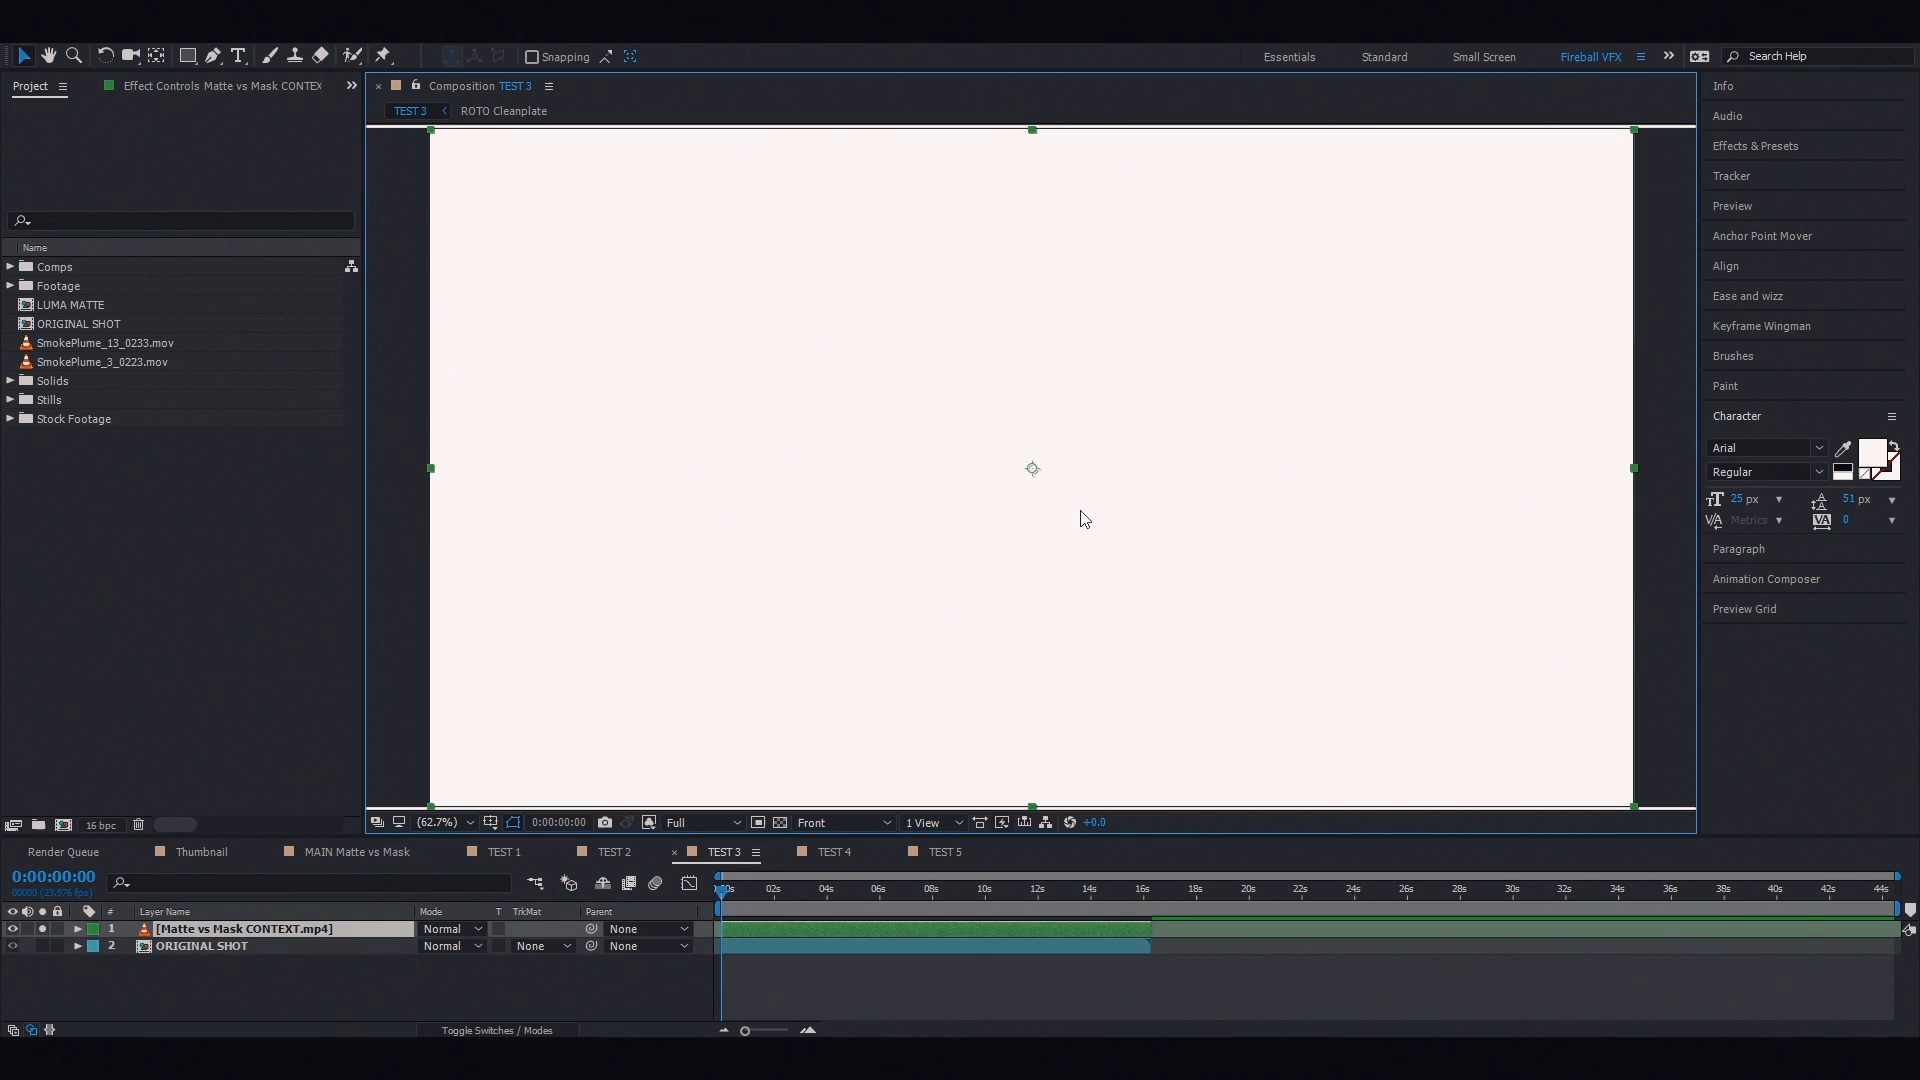 Snapping
Essentials
Standard
Small Screen
Fireball VFX
Search Help
Project
Effect Controls Matte vs Mask CONTEX
Composition TEST 3
TEST 3
ROTO Cleanplate
Name
Comps
Footage
LUMA MATTE
ORIGINAL SHOT
SmokePlume_13_0233.mov
SmokePlume_3_0223.mov
Solids
Stills
Stock Footage
16 bpc
(62.7%)
0:00:00:00
Full
Front
1 View
+0.0
Info
Audio
Effects & Presets
Tracker
Preview
Anchor Point Mover
Align
Ease and wizz
Keyframe Wingman
Brushes
Paint
Character
Arial
Regular
25 px
51 px
Metrics
0
Paragraph
Animation Composer
Preview Grid
Render Queue
Thumbnail
MAIN Matte vs Mask
TEST 1
TEST 2
TEST 3
TEST 4
TEST 5
0:00:00:00
00000 (23.976 fps)
02s 04s 06s 08s 10s 12s 14s 16s 18s 20s 22s 24s 26s 28s 30s 32s 34s 36s 38s 40s 42s 44s
# Layer Name Mode T TrkMat Parent
1 [Matte vs Mask CONTEXT.mp4] Normal None
2 ORIGINAL SHOT Normal None None
Toggle Switches / Modes